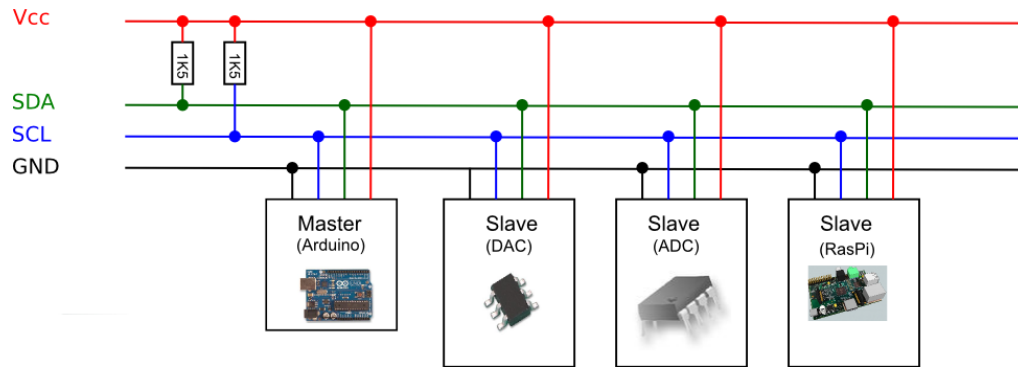 Vcc
1K5
1K5
SDA
SCL
GND
Master
(Arduino)
Slave
(DAC)
Slave
(ADC)
Slave
(RasPi)